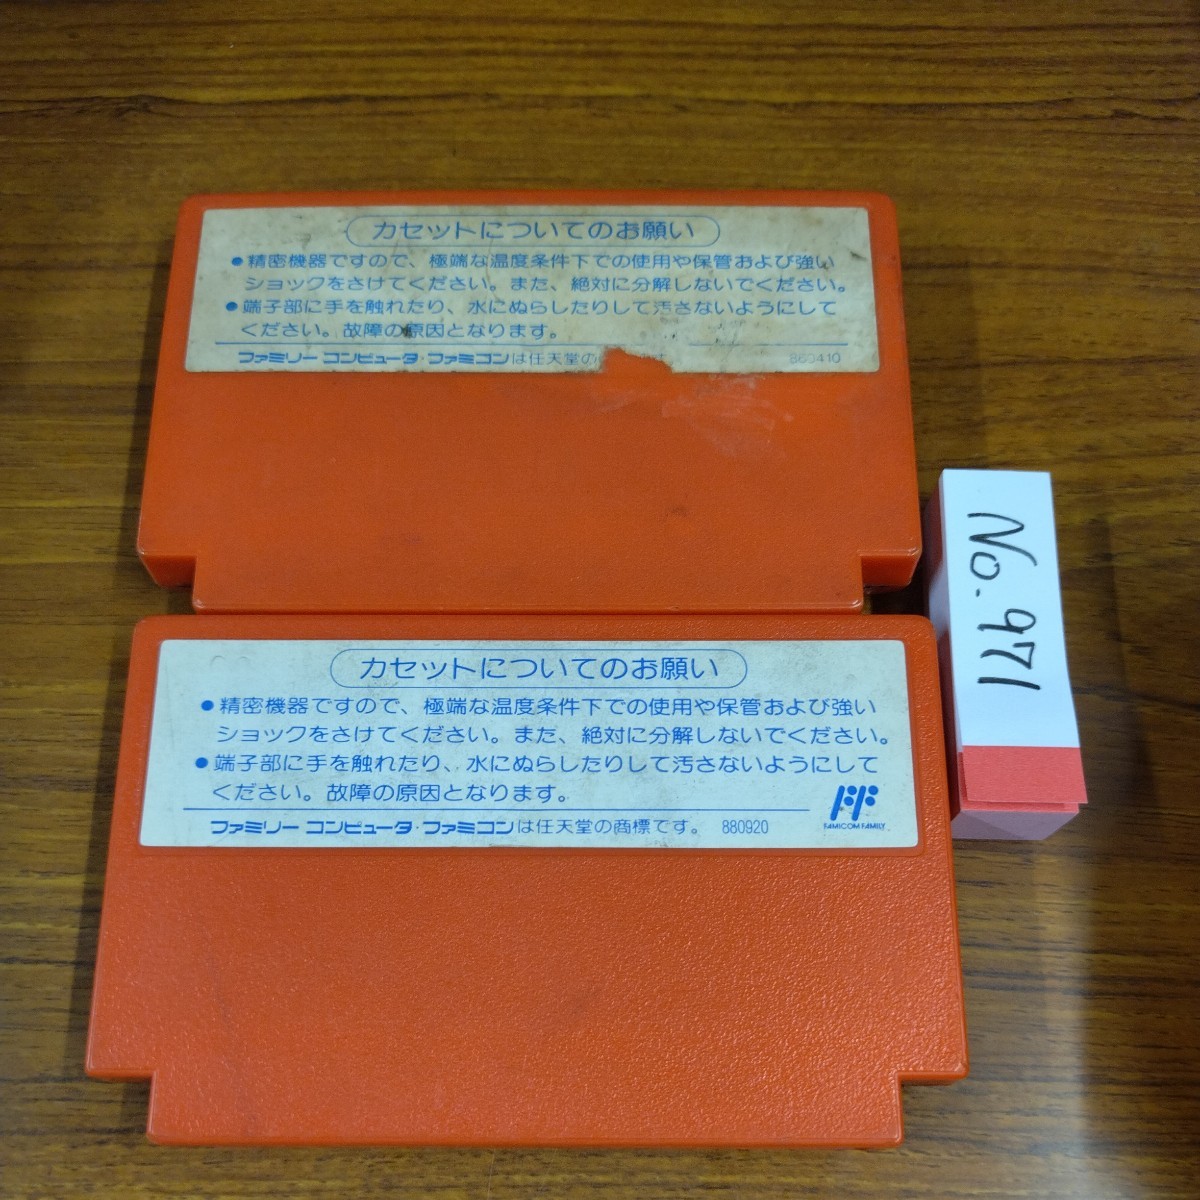 カセットについてのお願い
●精密機器ですので、極端な温度条件下での使用や保管および強い
ショックをさけてください。また、絶対に分解しないでください。
●端子部に手を触れたり、水にぬらしたりして汚さないようにして
ください。故障の原因となります。
ファミリー コンピュータ・ファミコンは任天堂の
860410
カセットについてのお願い
●精密機器ですので、極端な温度条件下での使用や保管および強い
ショックをさけてください。また、絶対に分解しないでください。
●端子部に手を触れたり、水にぬらしたりして汚さないようにして
ください。故障の原因となります。
FAMICOM FAMILY
ファミリー コンピュータ・ファミコンは任天堂の商標です。 880920
No.971